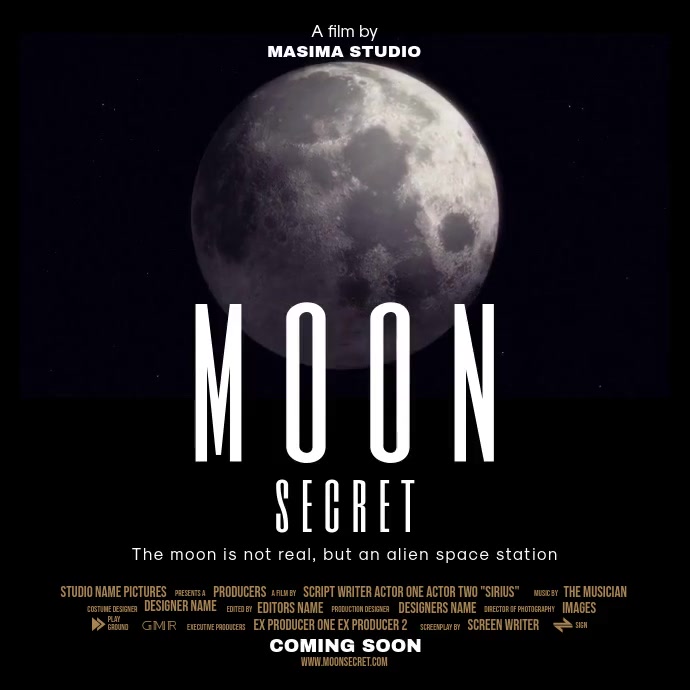 A film by
MASIMA STUDIO
MOON
SECRET
The moon is not real, but an alien space station
STUDIO NAME PICTURES PRESENTS A PRODUCERS A FILM BY SCRIPT WRITER ACTOR ONE ACTOR TWO "SIRIUS" MUSIC BY THE MUSICIAN
COSTUME DESIGNER DESIGNER NAME EDITED BY EDITORS NAME PRODUCTION DESIGNER DESIGNERS NAME DIRECTOR OF PHOTOGRAPHY IMAGES
PLAY GROUND GMR EXECUTIVE PRODUCERS EX PRODUCER ONE EX PRODUCER 2 SCREENPLAY BY SCREEN WRITER SIGN
COMING SOON
WWW.MOONSECRET.COM